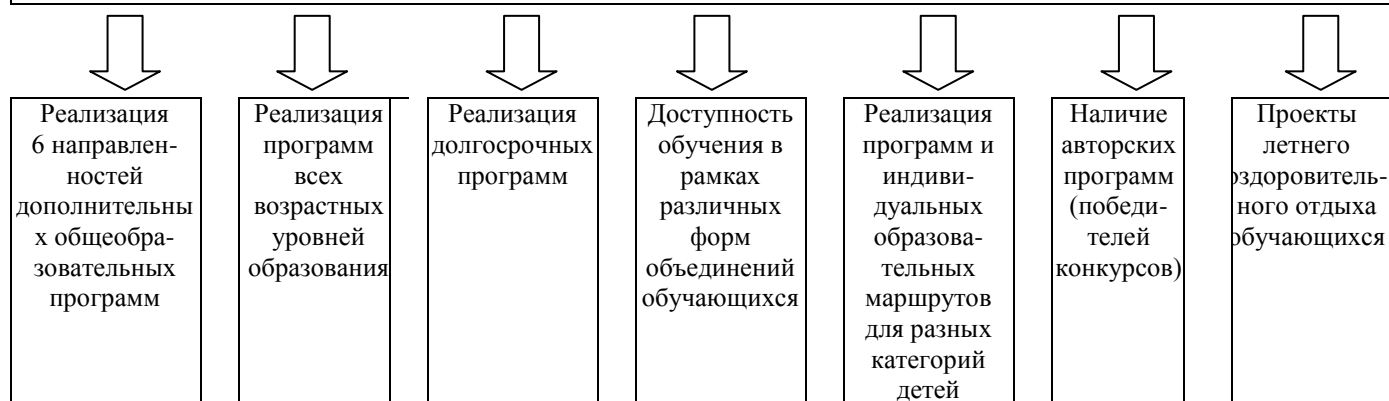 Реализация
6 направлен-
ностей
дополнительны
х общеобра-
зовательных
программ
Реализация
программ
всех
возрастных
уровней
образования
Реализация
долгосрочных
программ
Доступность
обучения в
рамках
различных
форм
объединений
обучающихся
Реализация
программ и
индиви-
дуальных
образова-
тельных
маршрутов
для разных
категорий
детей
Наличие
авторских
программ
(победи-
телей
конкурсов)
Проекты
летнего
оздоровитель-
ного отдыха
обучающихся